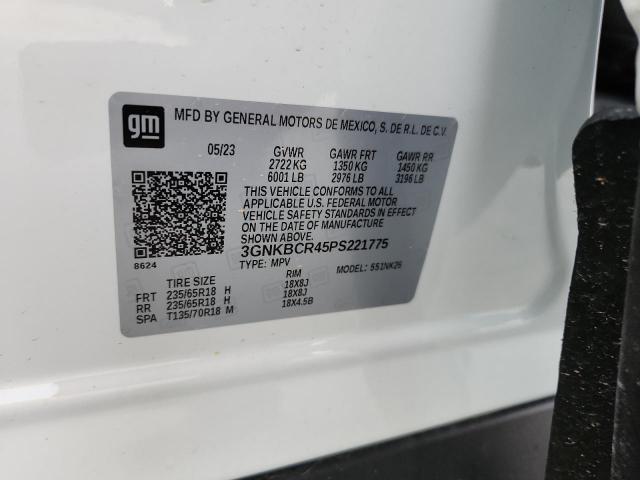 gm
MFD BY GENERAL MOTORS DE MEXICO, S. DE R.L. DE C.V.
05/23 GVWR GAWR FRT GAWR RR
2722 KG 1350 KG 1450 KG
6001 LB 2976 LB 3196 LB
THIS VEHICLE CONFORMS TO ALL
APPLICABLE U.S. FEDERAL MOTOR
VEHICLE SAFETY STANDARDS IN EFFECT
ON THE DATE OF MANUFACTURE
SHOWN ABOVE.
8624
3GNKBCR45PS221775
TYPE: MPV MODEL: 551NK26
TIRE SIZE RIM
FRT 235/65R18 H 18X8J
RR 235/65R18 H 18X8J
SPA T135/70R18 M 18X4.5B